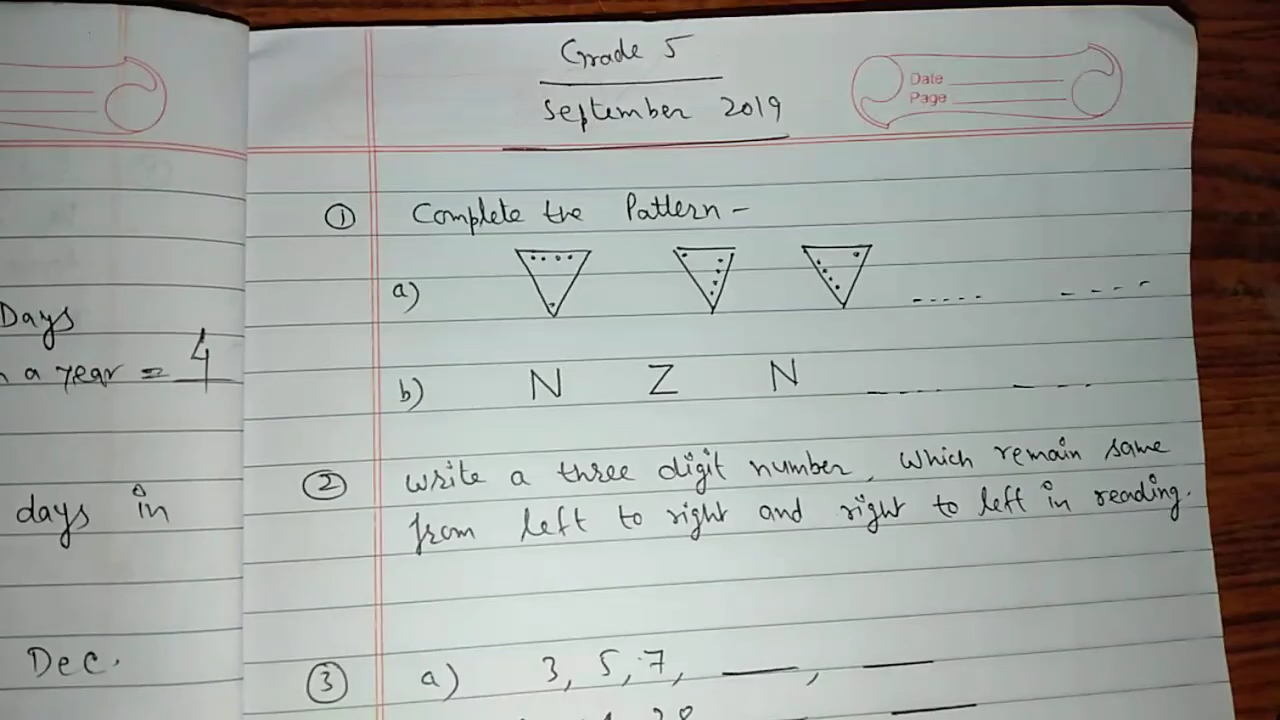 Grade 5
September 2019
Date
Page
① Complete the Pattern -
a)
b) N Z N
Days
a year = 4
② Write a three digit number, which remain same
from left to right and right to left in reading.
days in
Dec.
③ a) 3, 5, 7,